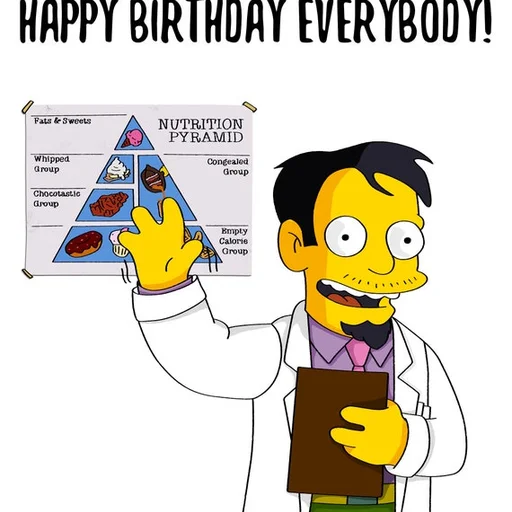 HAPPY BIRTHDAY EVERYBODY!
Fats & Sweets
NUTRITION
PYRAMID
Whipped
Group
Congealed
Group
Chocotastic
Group
Empty
Calorie
Group